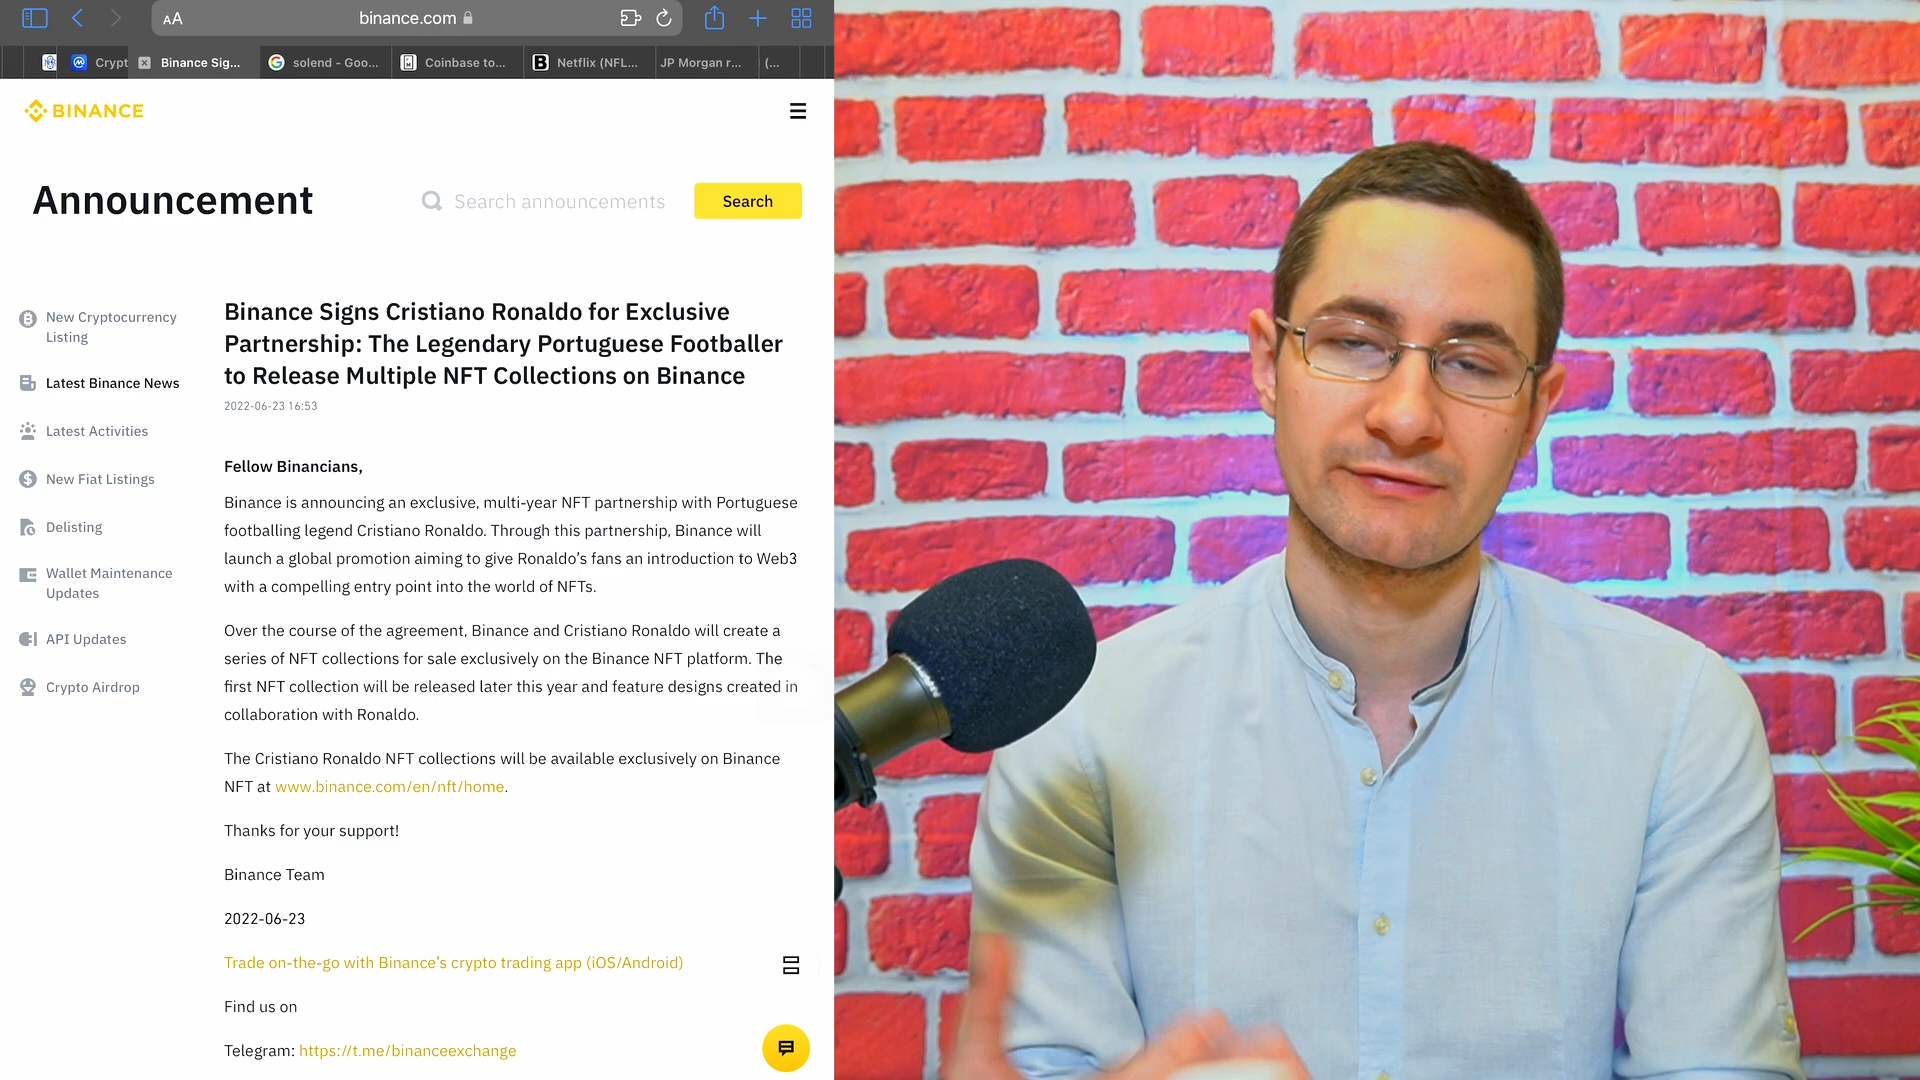 AA
binance.com
Crypt
Binance Sig...
solend - Goo...
Coinbase to...
Netflix (NFL...
JP Morgan r...
(...
BINANCE
Announcement
Search announcements
Search
New Cryptocurrency
Listing
Latest Binance News
Latest Activities
New Fiat Listings
Delisting
Wallet Maintenance
Updates
API Updates
Crypto Airdrop
Binance Signs Cristiano Ronaldo for Exclusive
Partnership: The Legendary Portuguese Footballer
to Release Multiple NFT Collections on Binance
2022-06-23 16:53
Fellow Binancians,
Binance is announcing an exclusive, multi-year NFT partnership with Portuguese
footballing legend Cristiano Ronaldo. Through this partnership, Binance will
launch a global promotion aiming to give Ronaldo’s fans an introduction to Web3
with a compelling entry point into the world of NFTs.
Over the course of the agreement, Binance and Cristiano Ronaldo will create a
series of NFT collections for sale exclusively on the Binance NFT platform. The
first NFT collection will be released later this year and feature designs created in
collaboration with Ronaldo.
The Cristiano Ronaldo NFT collections will be available exclusively on Binance
NFT at www.binance.com/en/nft/home.
Thanks for your support!
Binance Team
2022-06-23
Trade on-the-go with Binance’s crypto trading app (iOS/Android)
Find us on
Telegram: https://t.me/binanceexchange